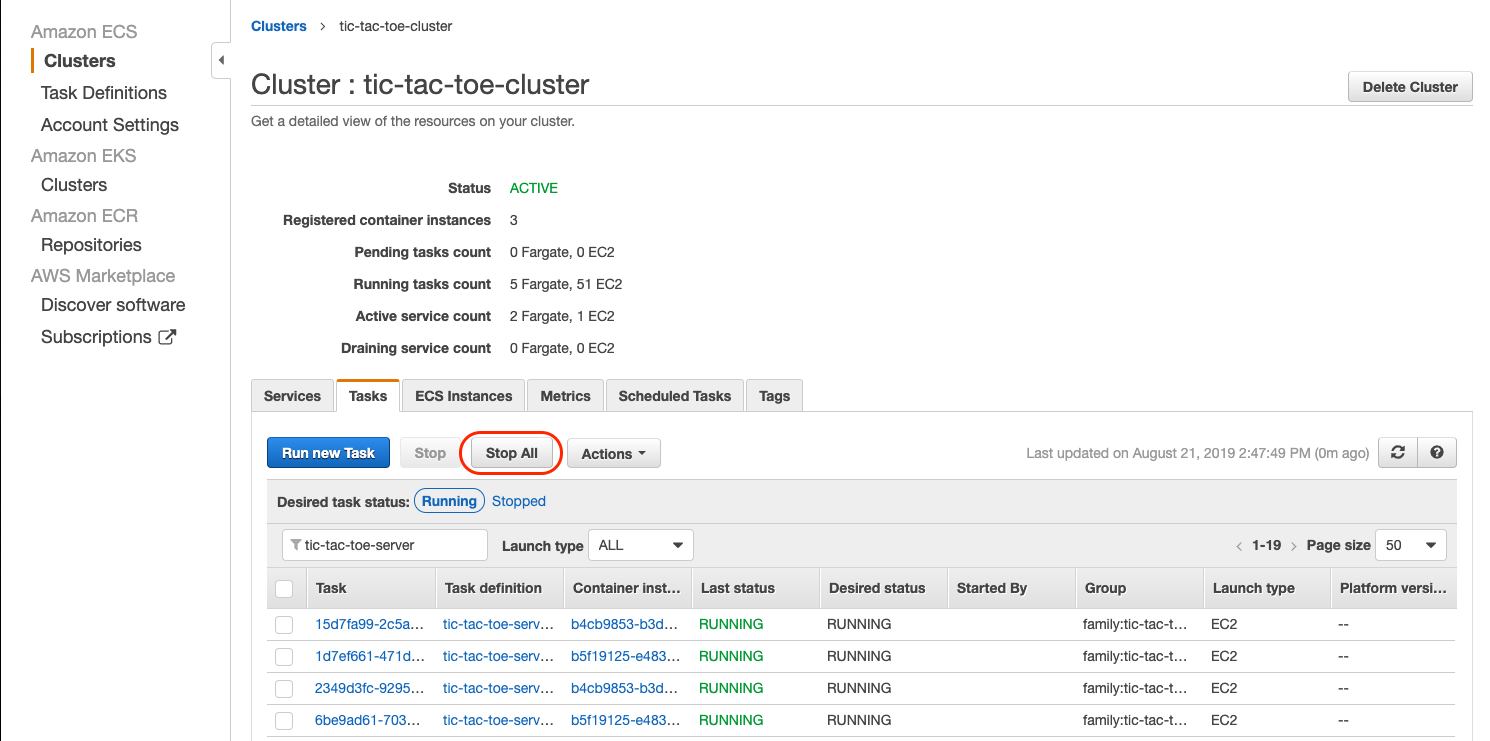 Amazon ECS
Clusters
Task Definitions
Account Settings
Amazon EKS
Clusters
Amazon ECR
Repositories
AWS Marketplace
Discover software
Subscriptions
Clusters > tic-tac-toe-cluster
Cluster : tic-tac-toe-cluster
Delete Cluster
Get a detailed view of the resources on your cluster.
Status ACTIVE
Registered container instances 3
Pending tasks count 0 Fargate, 0 EC2
Running tasks count 5 Fargate, 51 EC2
Active service count 2 Fargate, 1 EC2
Draining service count 0 Fargate, 0 EC2
Services Tasks ECS Instances Metrics Scheduled Tasks Tags
Run new Task Stop Stop All Actions Last updated on August 21, 2019 2:47:49 PM (0m ago)
Desired task status: Running Stopped
tic-tac-toe-server Launch type ALL < 1-19 > Page size 50
Task Task definition Container inst... Last status Desired status Started By Group Launch type Platform versi...
15d7fa99-2c5a... tic-tac-toe-serv... b4cb9853-b3d... RUNNING RUNNING family:tic-tac-t... EC2 --
1d7ef661-471d... tic-tac-toe-serv... b5f19125-e483... RUNNING RUNNING family:tic-tac-t... EC2 --
2349d3fc-9295... tic-tac-toe-serv... b4cb9853-b3d... RUNNING RUNNING family:tic-tac-t... EC2 --
6be9ad61-703... tic-tac-toe-serv... b5f19125-e483... RUNNING RUNNING family:tic-tac-t... EC2 --